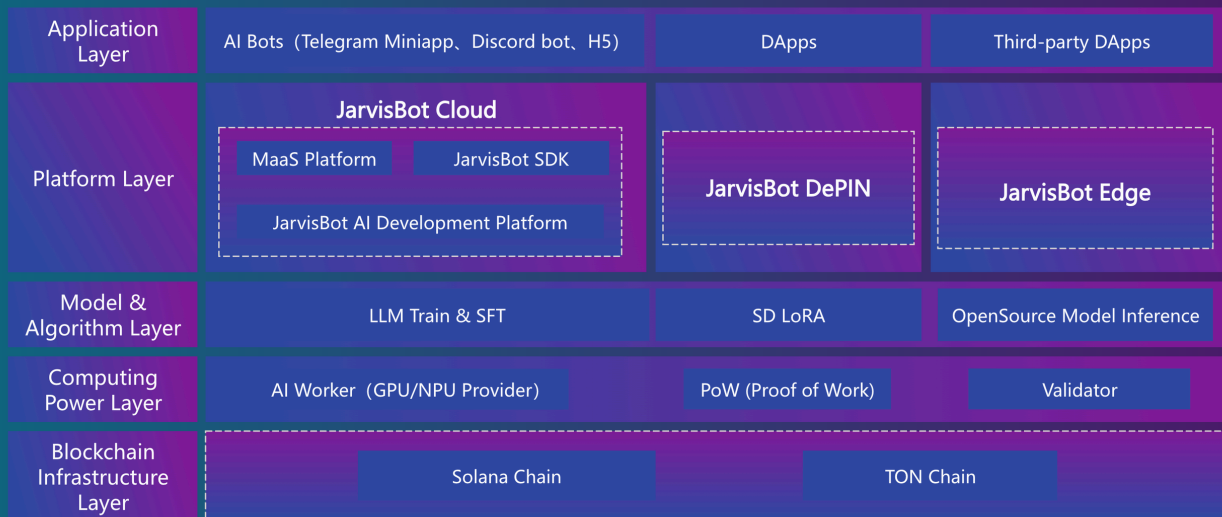 Application
Layer
AI Bots（Telegram Miniapp、Discord bot、H5）
DApps
Third-party DApps
Platform Layer
JarvisBot Cloud
MaaS Platform
JarvisBot SDK
JarvisBot AI Development Platform
JarvisBot DePIN
JarvisBot Edge
Model &
Algorithm Layer
LLM Train & SFT
SD LoRA
OpenSource Model Inference
Computing
Power Layer
AI Worker（GPU/NPU Provider）
PoW (Proof of Work)
Validator
Blockchain
Infrastructure
Layer
Solana Chain
TON Chain